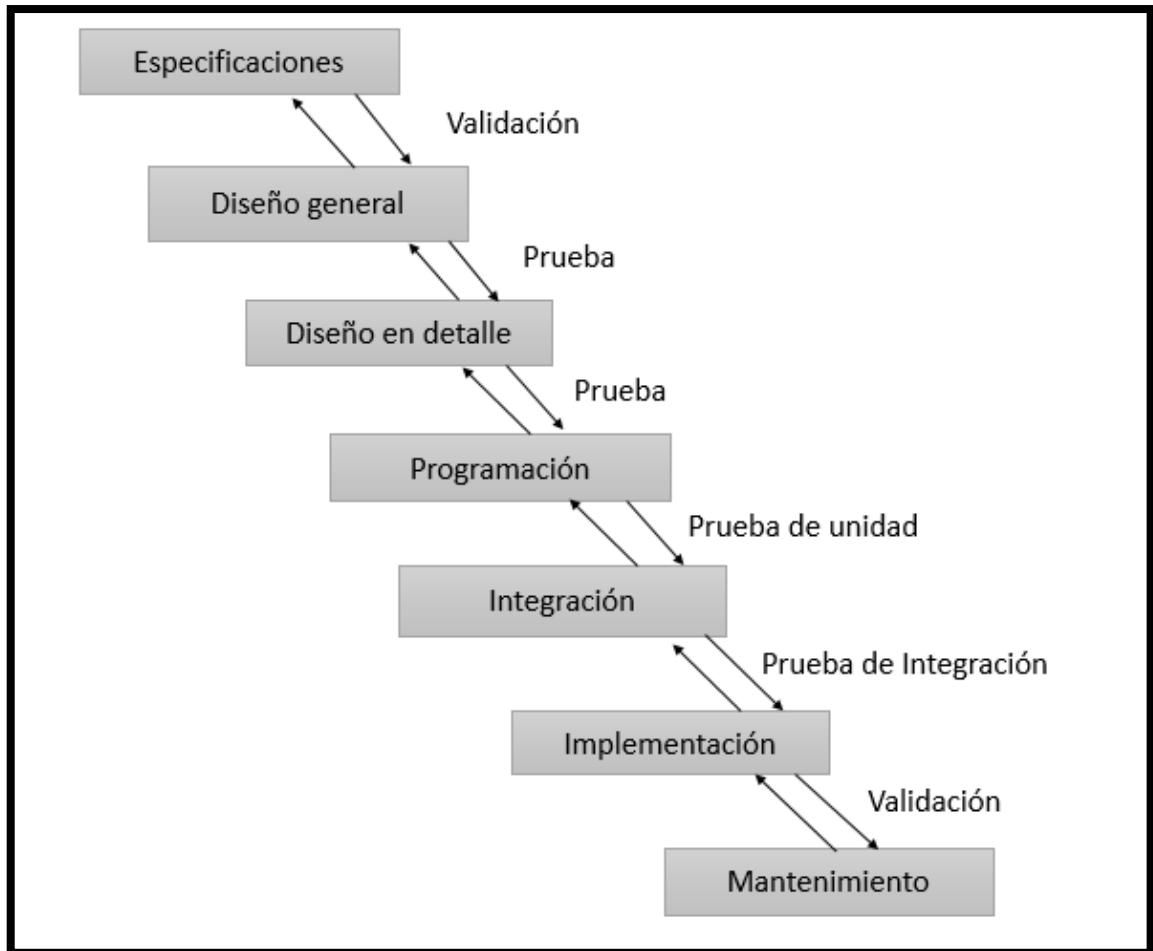 Especificaciones
Validación
Diseño general
Prueba
Diseño en detalle
Prueba
Programación
Prueba de unidad
Integración
Prueba de Integración
Implementación
Validación
Mantenimiento